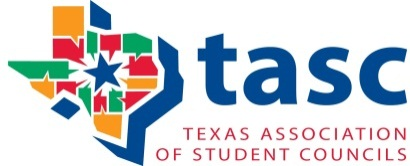 tasc
TEXAS ASSOCIATION
OF STUDENT COUNCILS